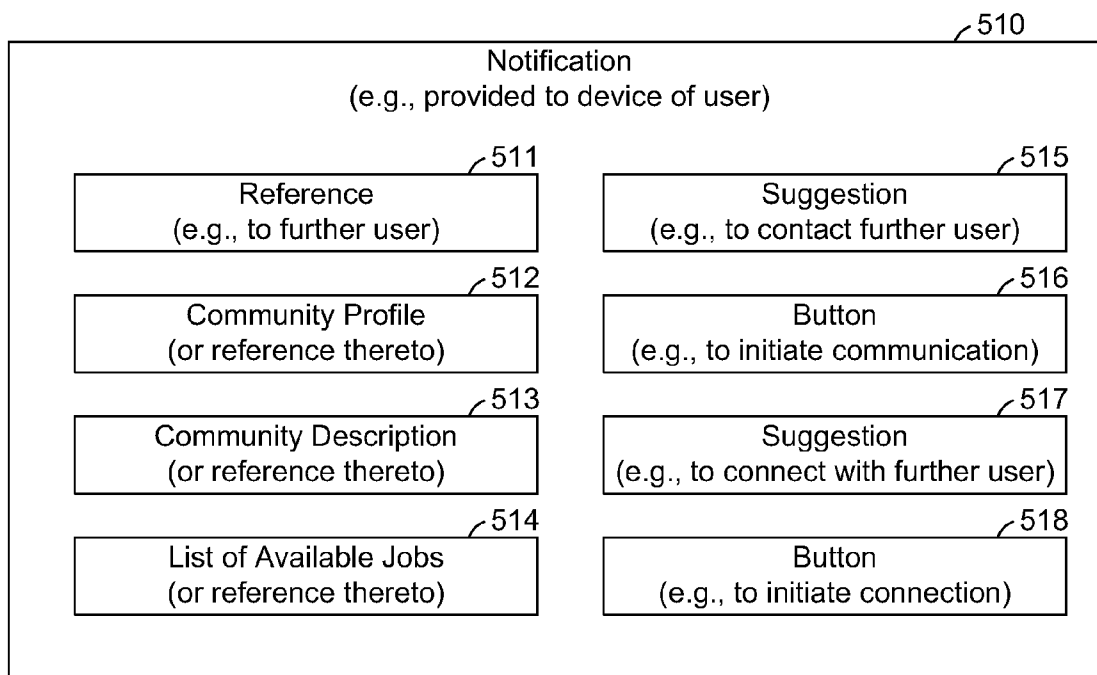 510
Notification
(e.g., provided to device of user)
511
Reference
(e.g., to further user)
512
Community Profile
(or reference thereto)
513
Community Description
(or reference thereto)
514
List of Available Jobs
(or reference thereto)
515
Suggestion
(e.g., to contact further user)
516
Button
(e.g., to initiate communication)
517
Suggestion
(e.g., to connect with further user)
518
Button
(e.g., to initiate connection)